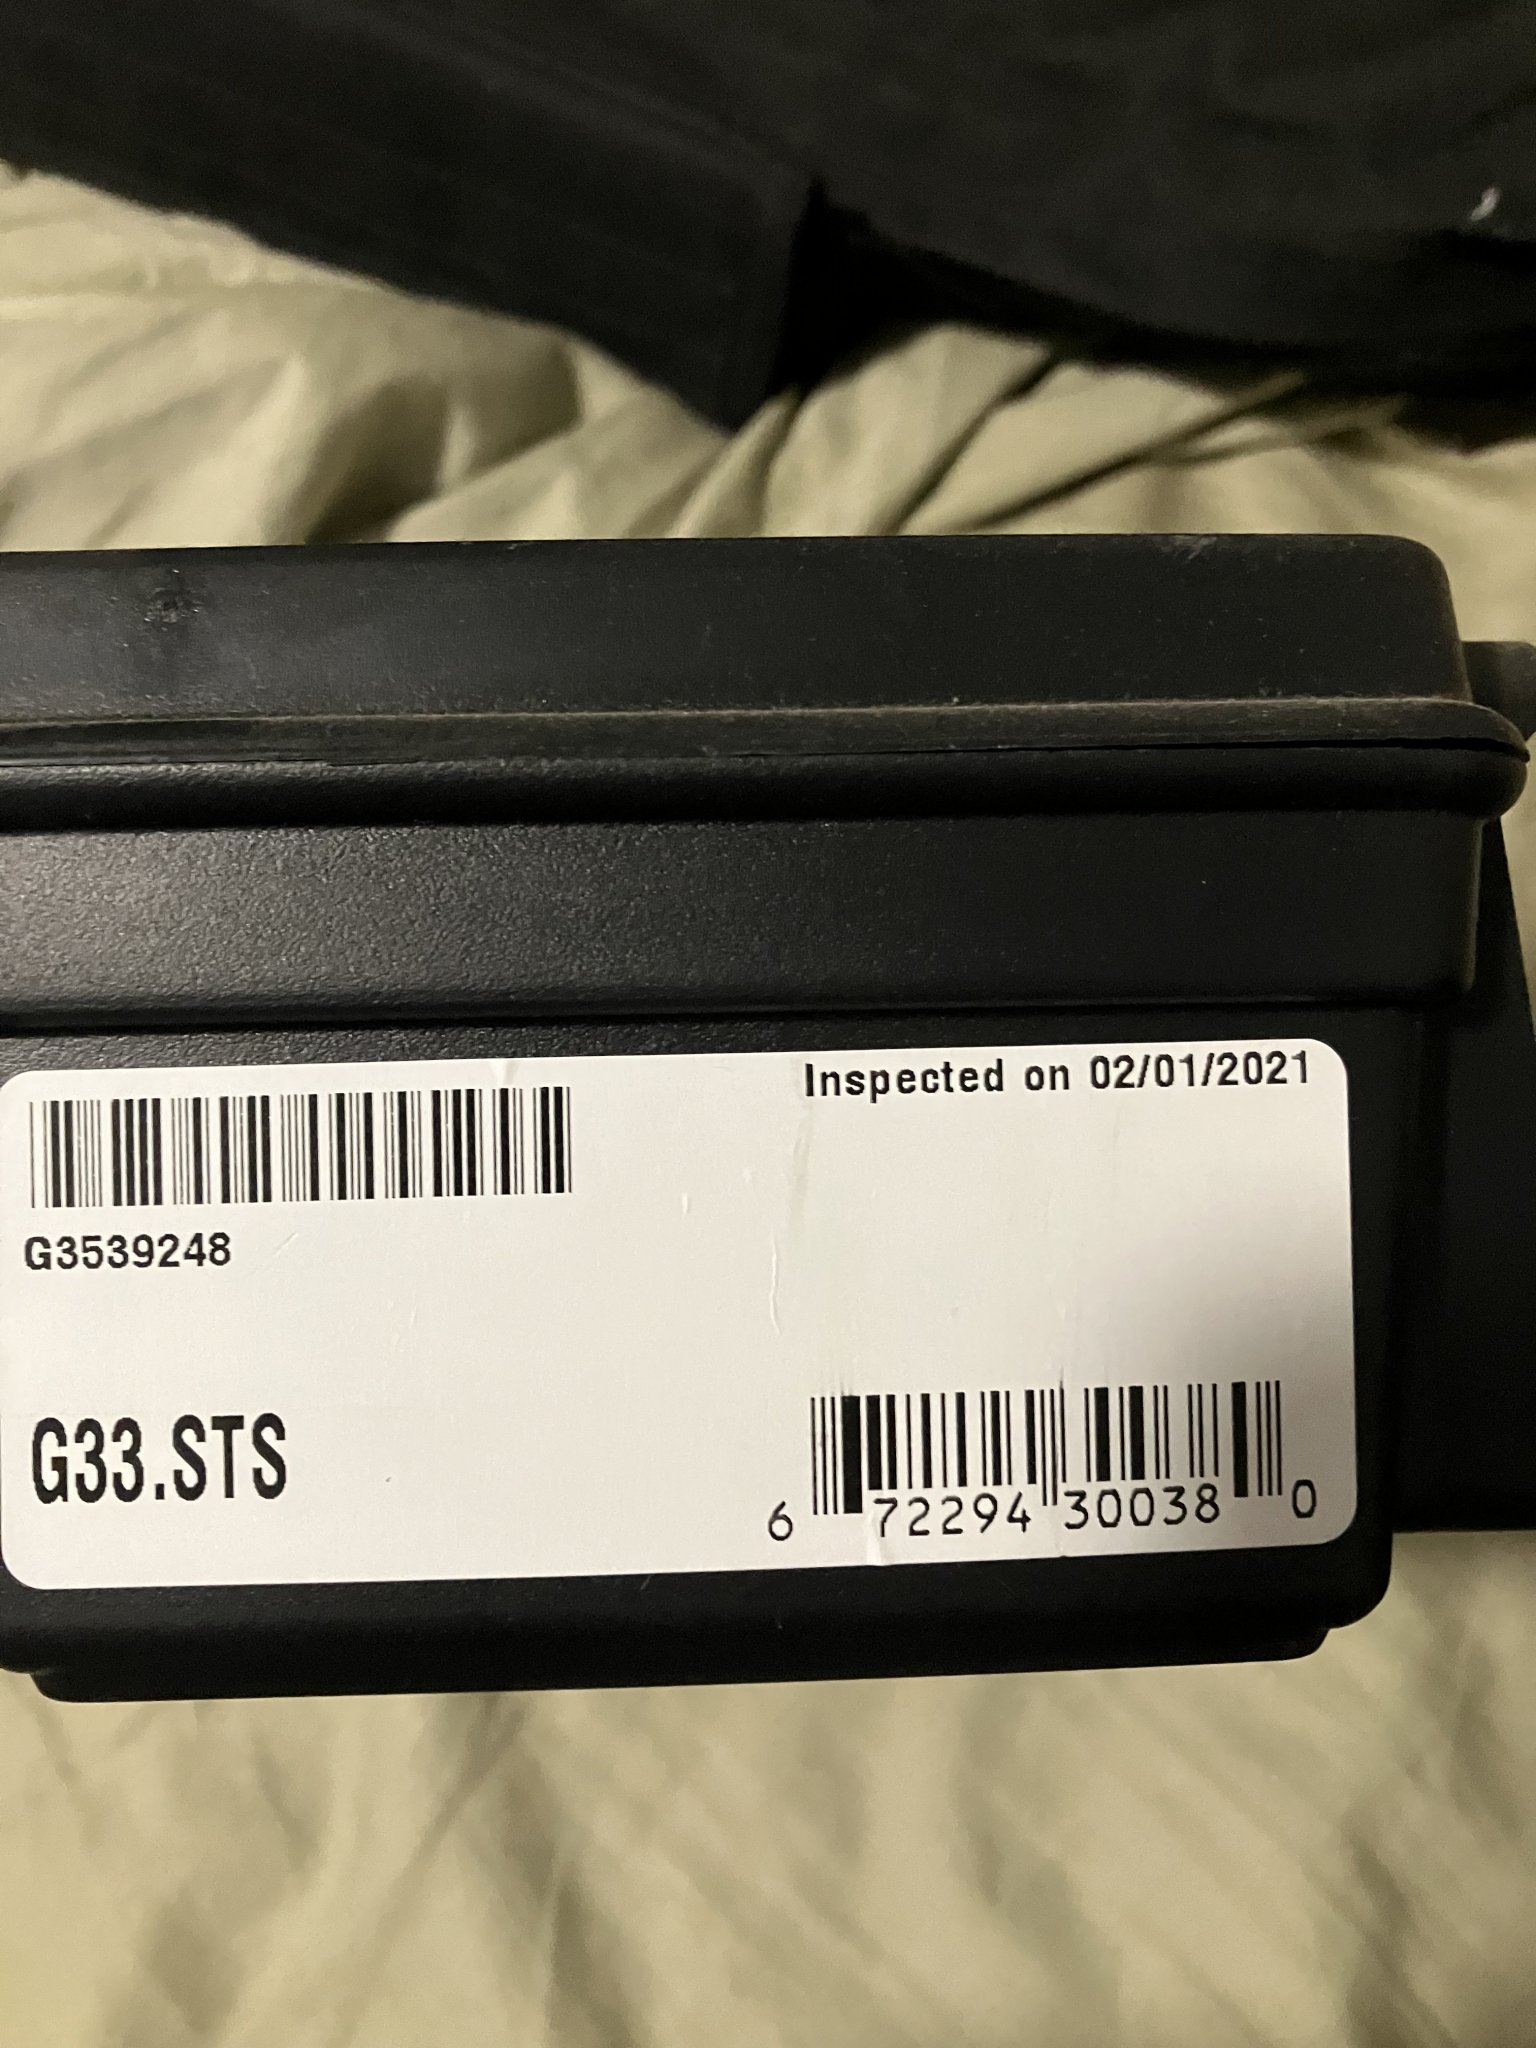 Inspected on 02/01/2021
G3539248
G33.STS
6 72294 30038 0